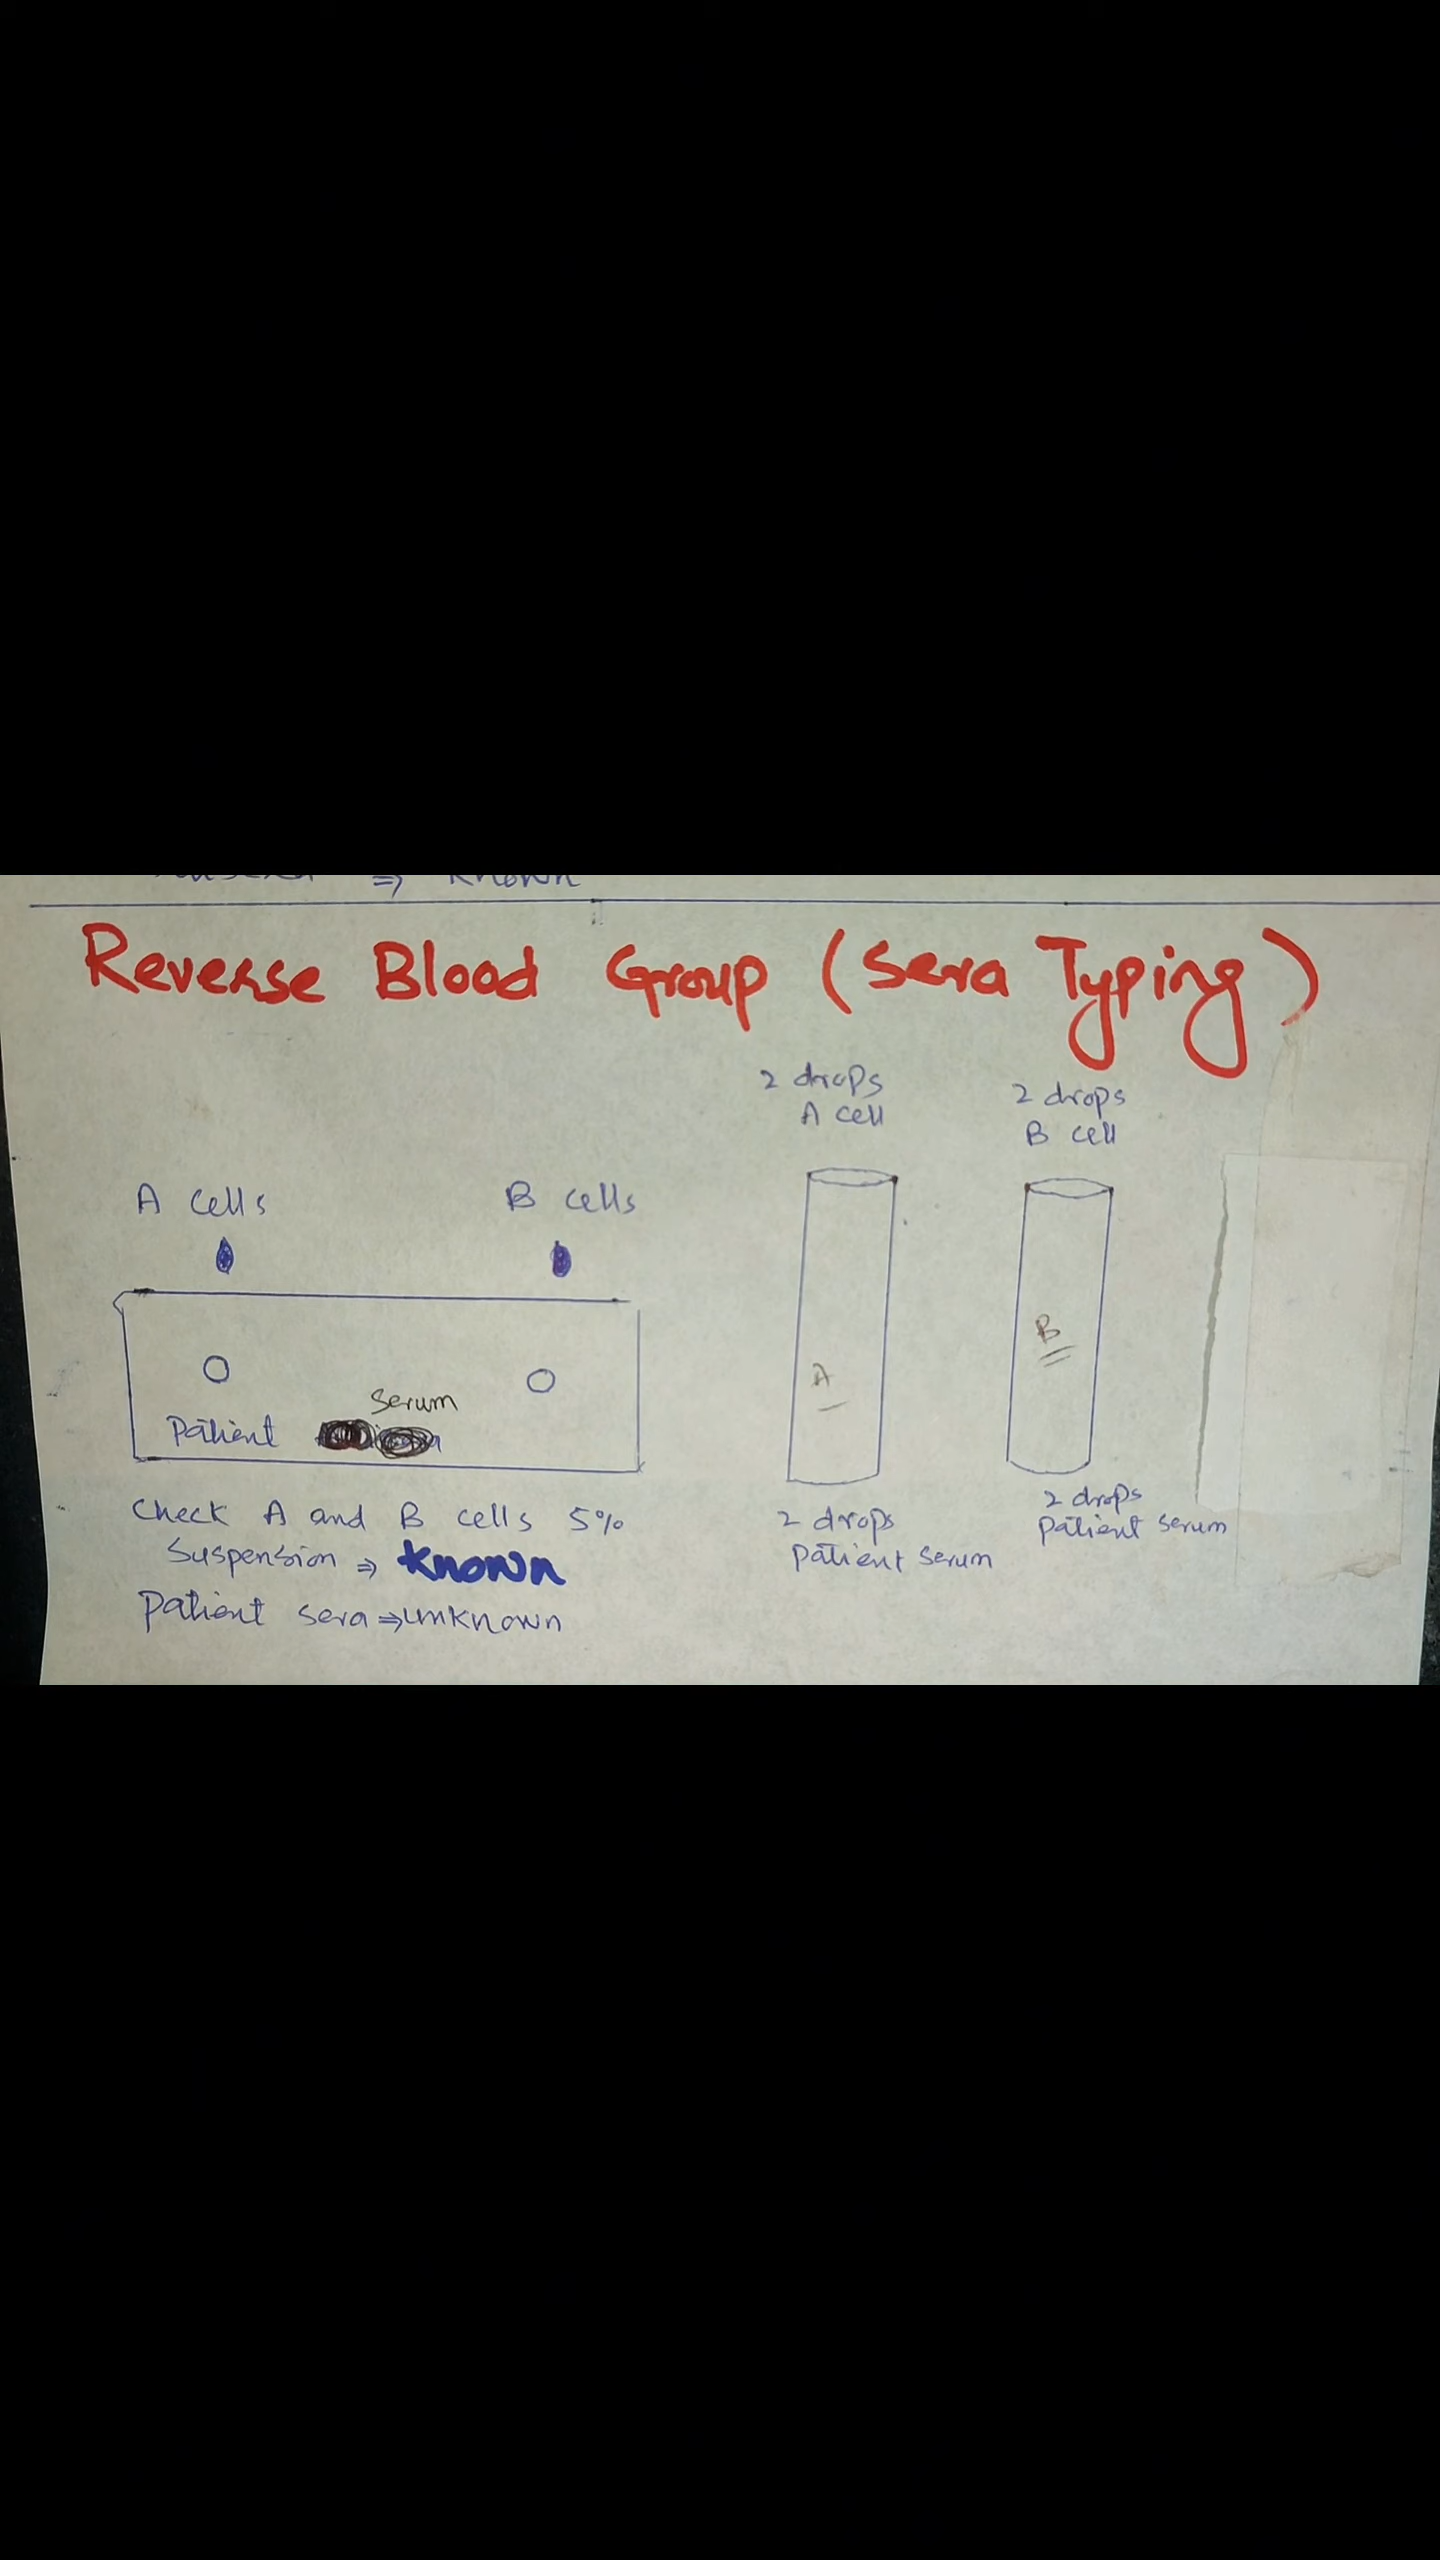 ⇒ known
Reverse Blood Group (Sera Typing)
2 drops
A cell
2 drops
B cell
A cells
B cells
A
B
Serum
Patient
Check A and B cells 5%
Suspension ⇒ known
Patient sera ⇒ unknown
2 drops
Patient Serum
2 drops
Patient Serum